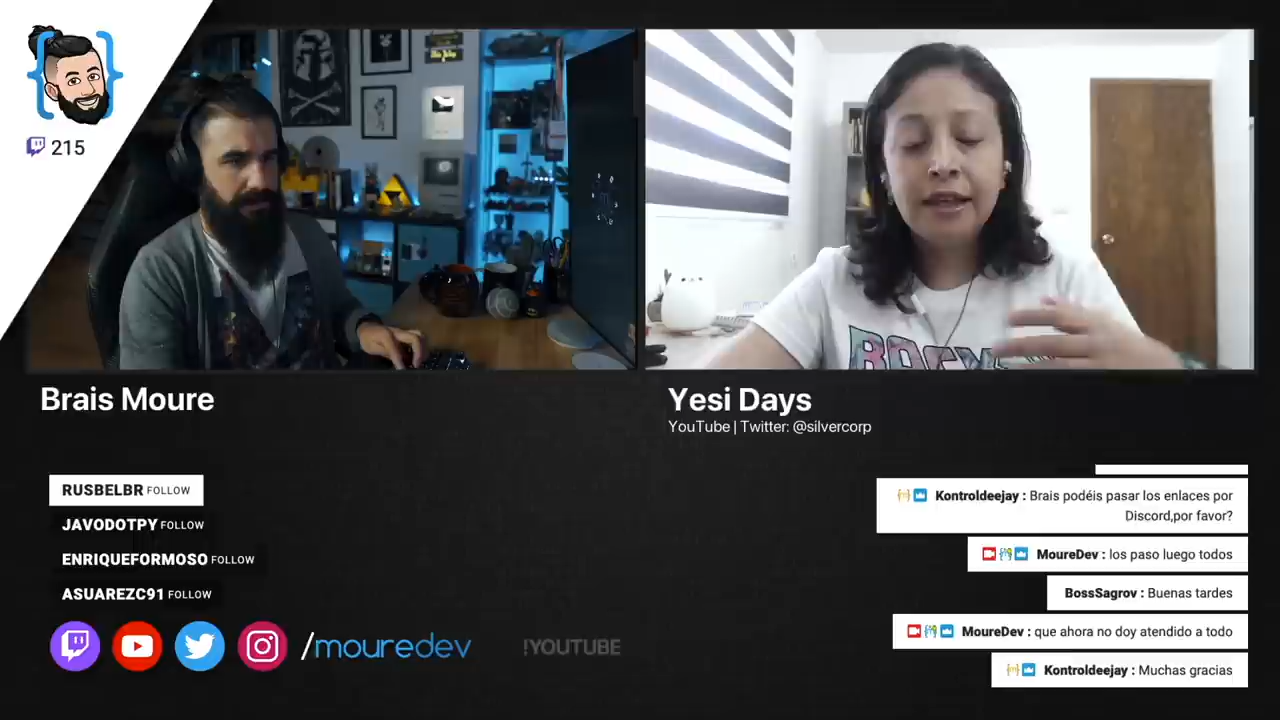 215
Brais Moure
Yesi Days
YouTube | Twitter: @silvercorp
RUSBELBR FOLLOW
JAVODOTPY FOLLOW
ENRIQUEFORMOSO FOLLOW
ASUAREZC91 FOLLOW
/mouredev
!YOUTUBE
Kontroldeejay : Brais podéis pasar los enlaces por
Discord,por favor?
MoureDev : los paso luego todos
BossSagrov : Buenas tardes
MoureDev : que ahora no doy atendido a todo
Kontroldeejay : Muchas gracias